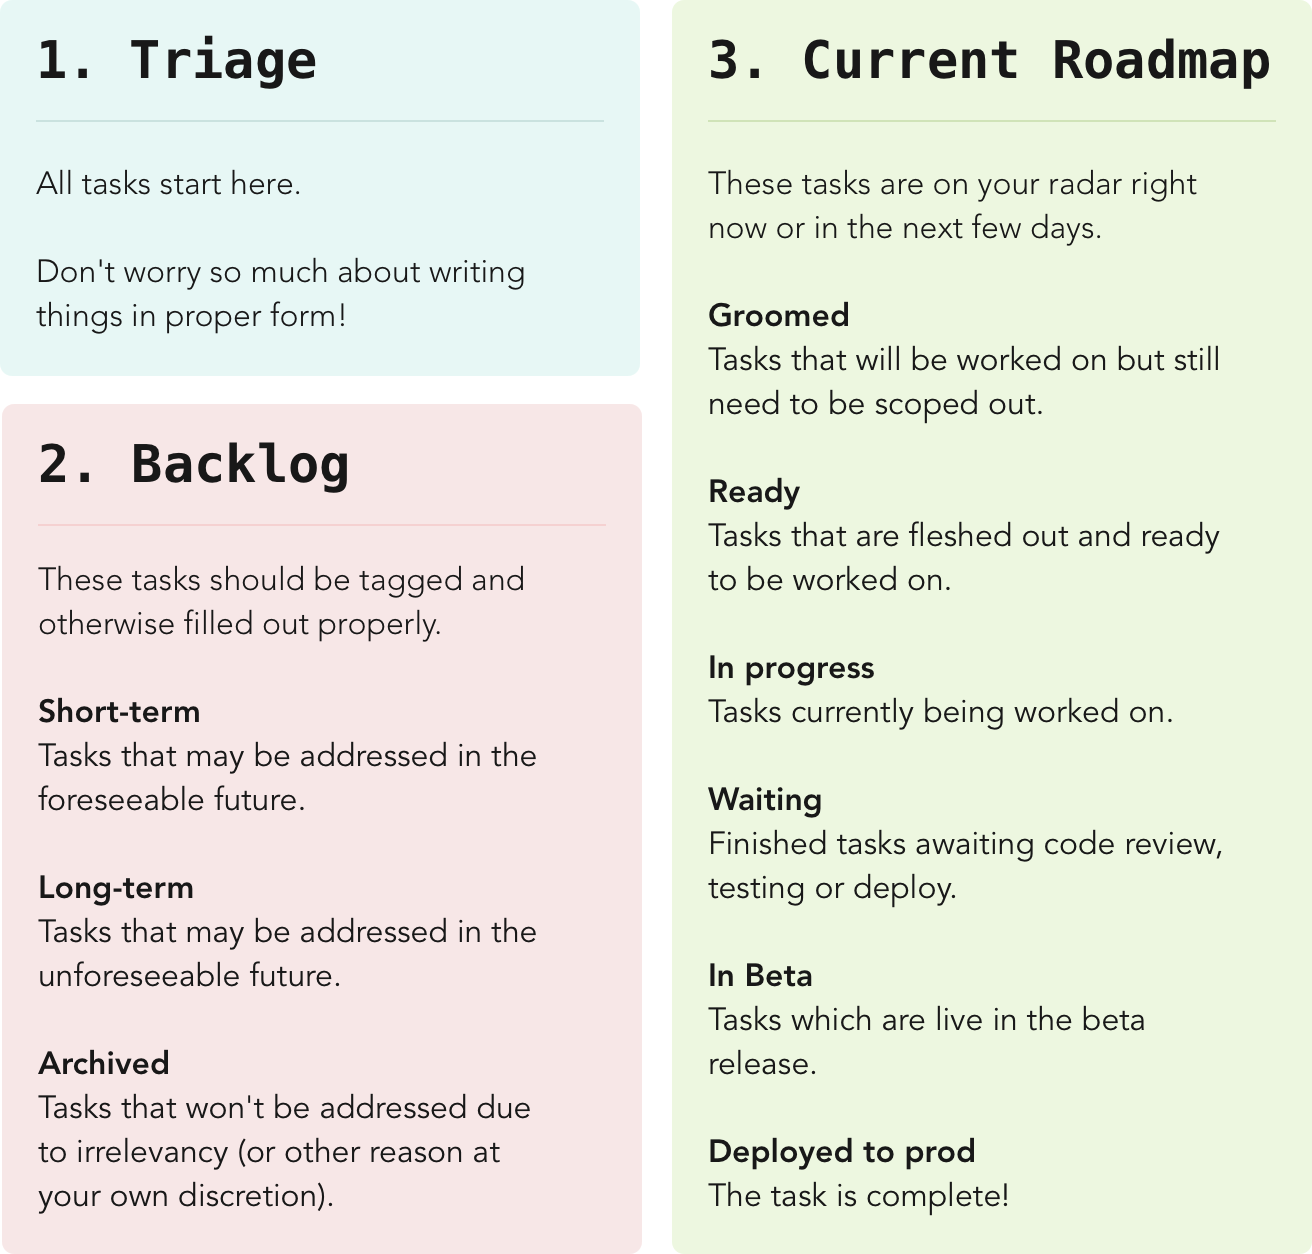 1. Triage
All tasks start here.
Don't worry so much about writing
things in proper form!
2. Backlog
These tasks should be tagged and
otherwise filled out properly.
Short-term
Tasks that may be addressed in the
foreseeable future.
Long-term
Tasks that may be addressed in the
unforeseeable future.
Archived
Tasks that won't be addressed due
to irrelevancy (or other reason at
your own discretion).
3. Current Roadmap
These tasks are on your radar right
now or in the next few days.
Groomed
Tasks that will be worked on but still
need to be scoped out.
Ready
Tasks that are fleshed out and ready
to be worked on.
In progress
Tasks currently being worked on.
Waiting
Finished tasks awaiting code review,
testing or deploy.
In Beta
Tasks which are live in the beta
release.
Deployed to prod
The task is complete!